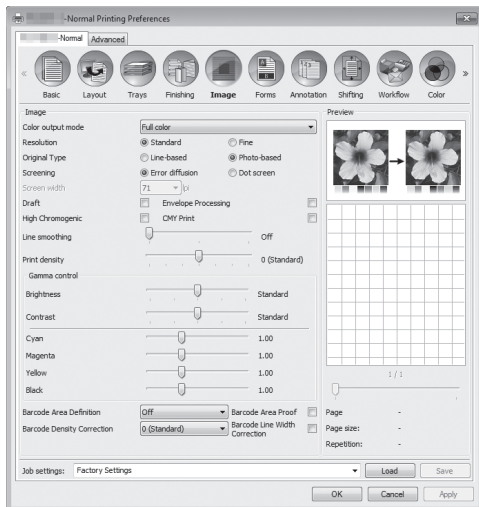 -Normal Printing Preferences
-Normal Advanced
Basic Layout Trays Finishing Image Forms Annotation Shifting Workflow Color
Image
Color output mode Full color
Resolution Standard Fine
Original Type Line-based Photo-based
Screening Error diffusion Dot screen
Screen width 71 lpi
Draft Envelope Processing
High Chromogenic CMY Print
Line smoothing Off
Print density 0 (Standard)
Gamma control
Brightness Standard
Contrast Standard
Cyan 1.00
Magenta 1.00
Yellow 1.00
Black 1.00
Barcode Area Definition Off Barcode Area Proof
Barcode Density Correction 0 (Standard) Barcode Line Width
Correction
Preview
1 / 1
Page -
Page size: -
Repetition: -
Job settings: Factory Settings Load Save
OK Cancel Apply